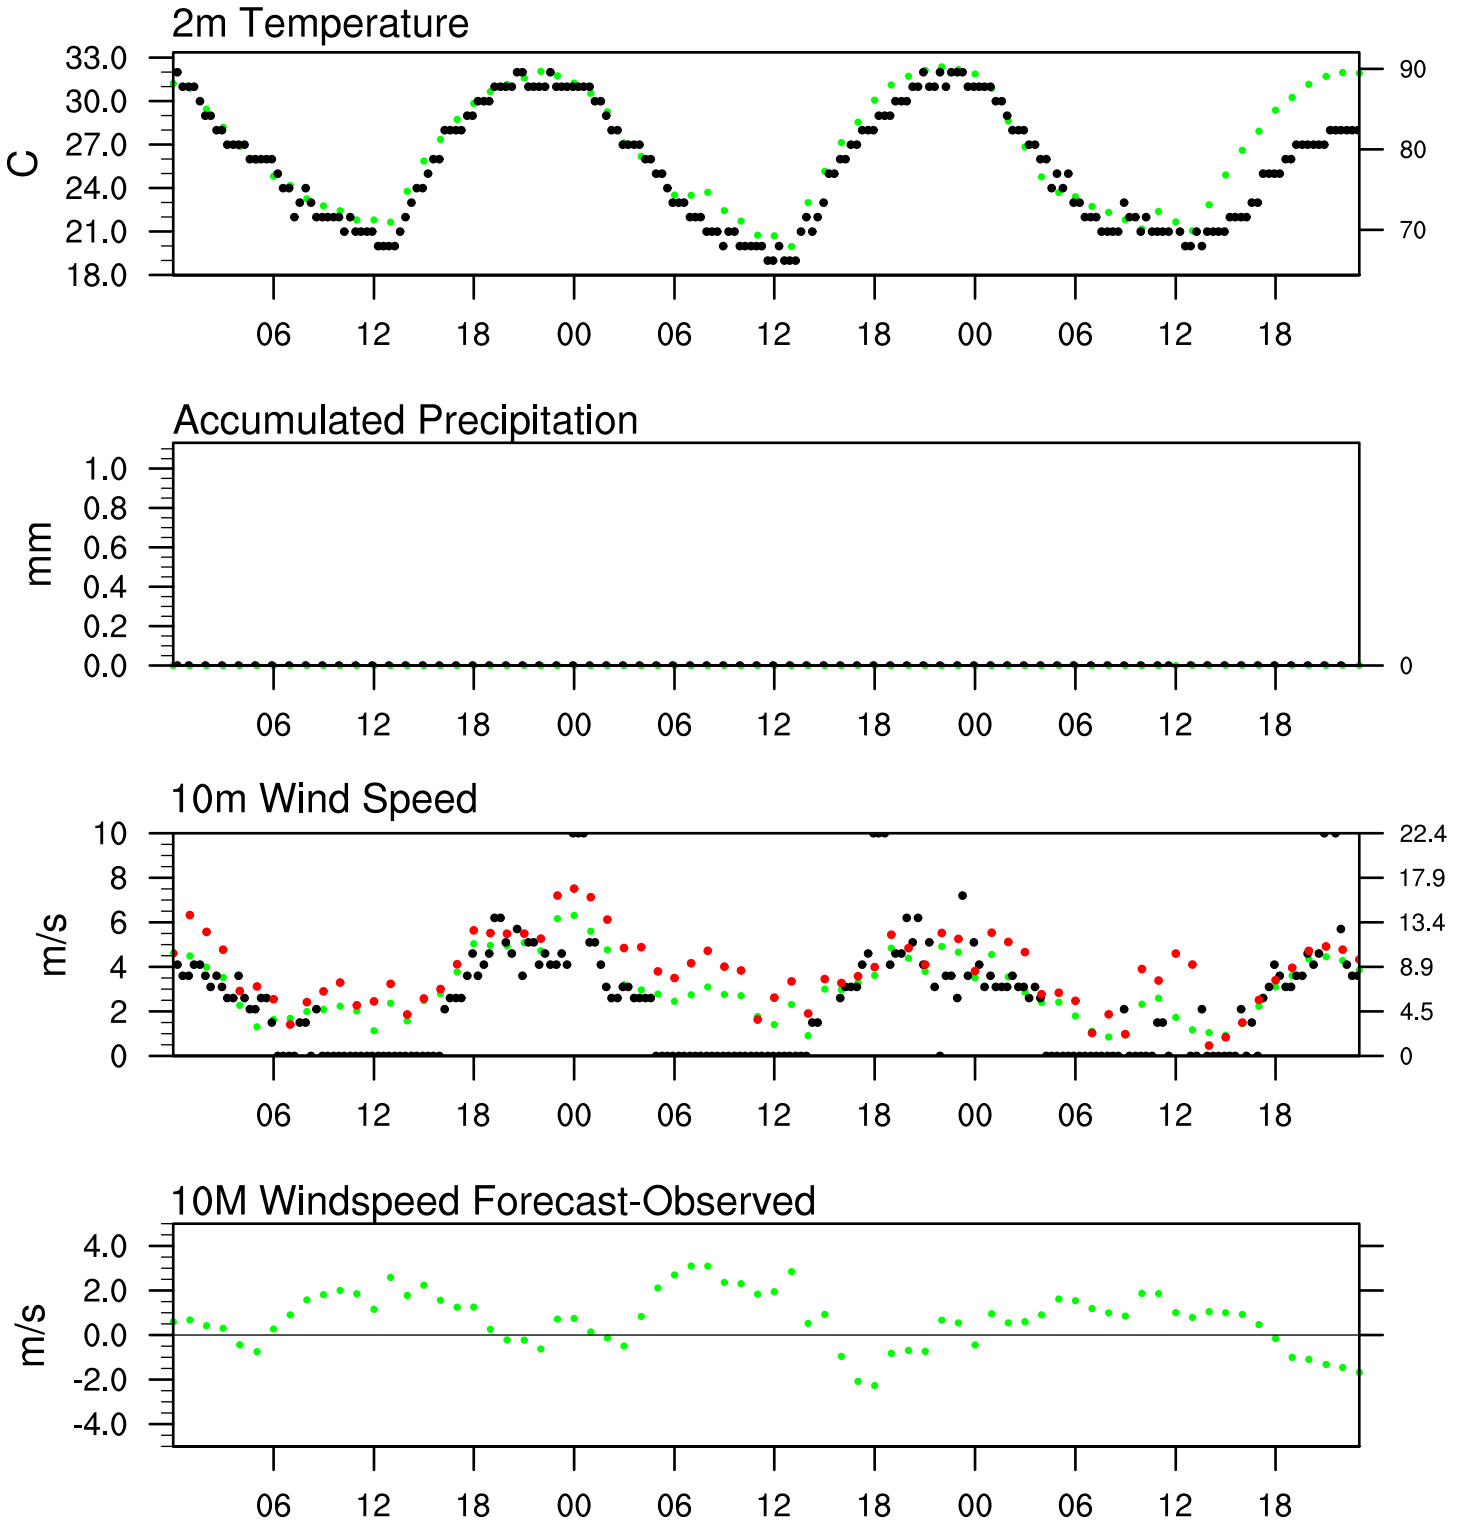 2m Temperature
33.0
30.0
27.0
24.0
21.0
18.0
C
90
80
70
06 12 18 00 06 12 18 00 06 12 18
Accumulated Precipitation
1.0
0.8
0.6
0.4
0.2
0.0
mm
0
06 12 18 00 06 12 18 00 06 12 18
10m Wind Speed
10
8
6
4
2
0
m/s
22.4
17.9
13.4
8.9
4.5
0
06 12 18 00 06 12 18 00 06 12 18
10M Windspeed Forecast-Observed
4.0
2.0
0.0
-2.0
-4.0
m/s
06 12 18 00 06 12 18 00 06 12 18